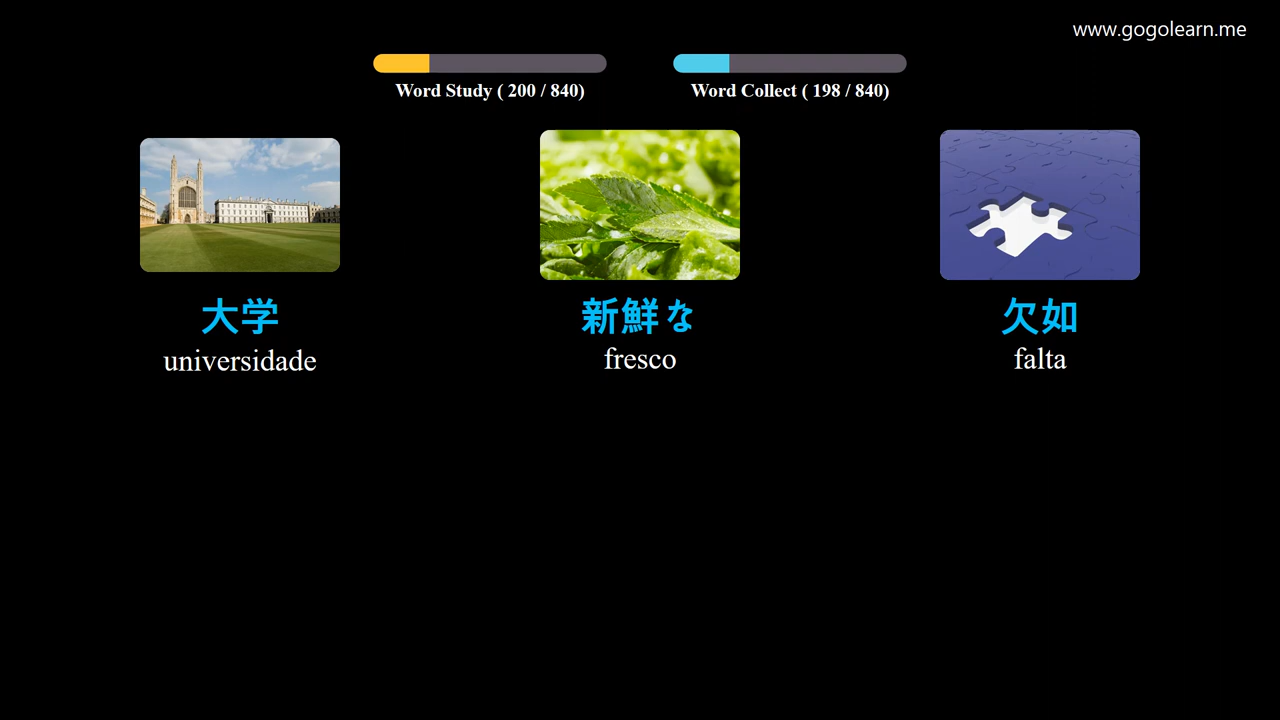 www.gogolearn.me
Word Study ( 200 / 840)
Word Collect ( 198 / 840)
大学
universidade
新鮮な
fresco
欠如
falta